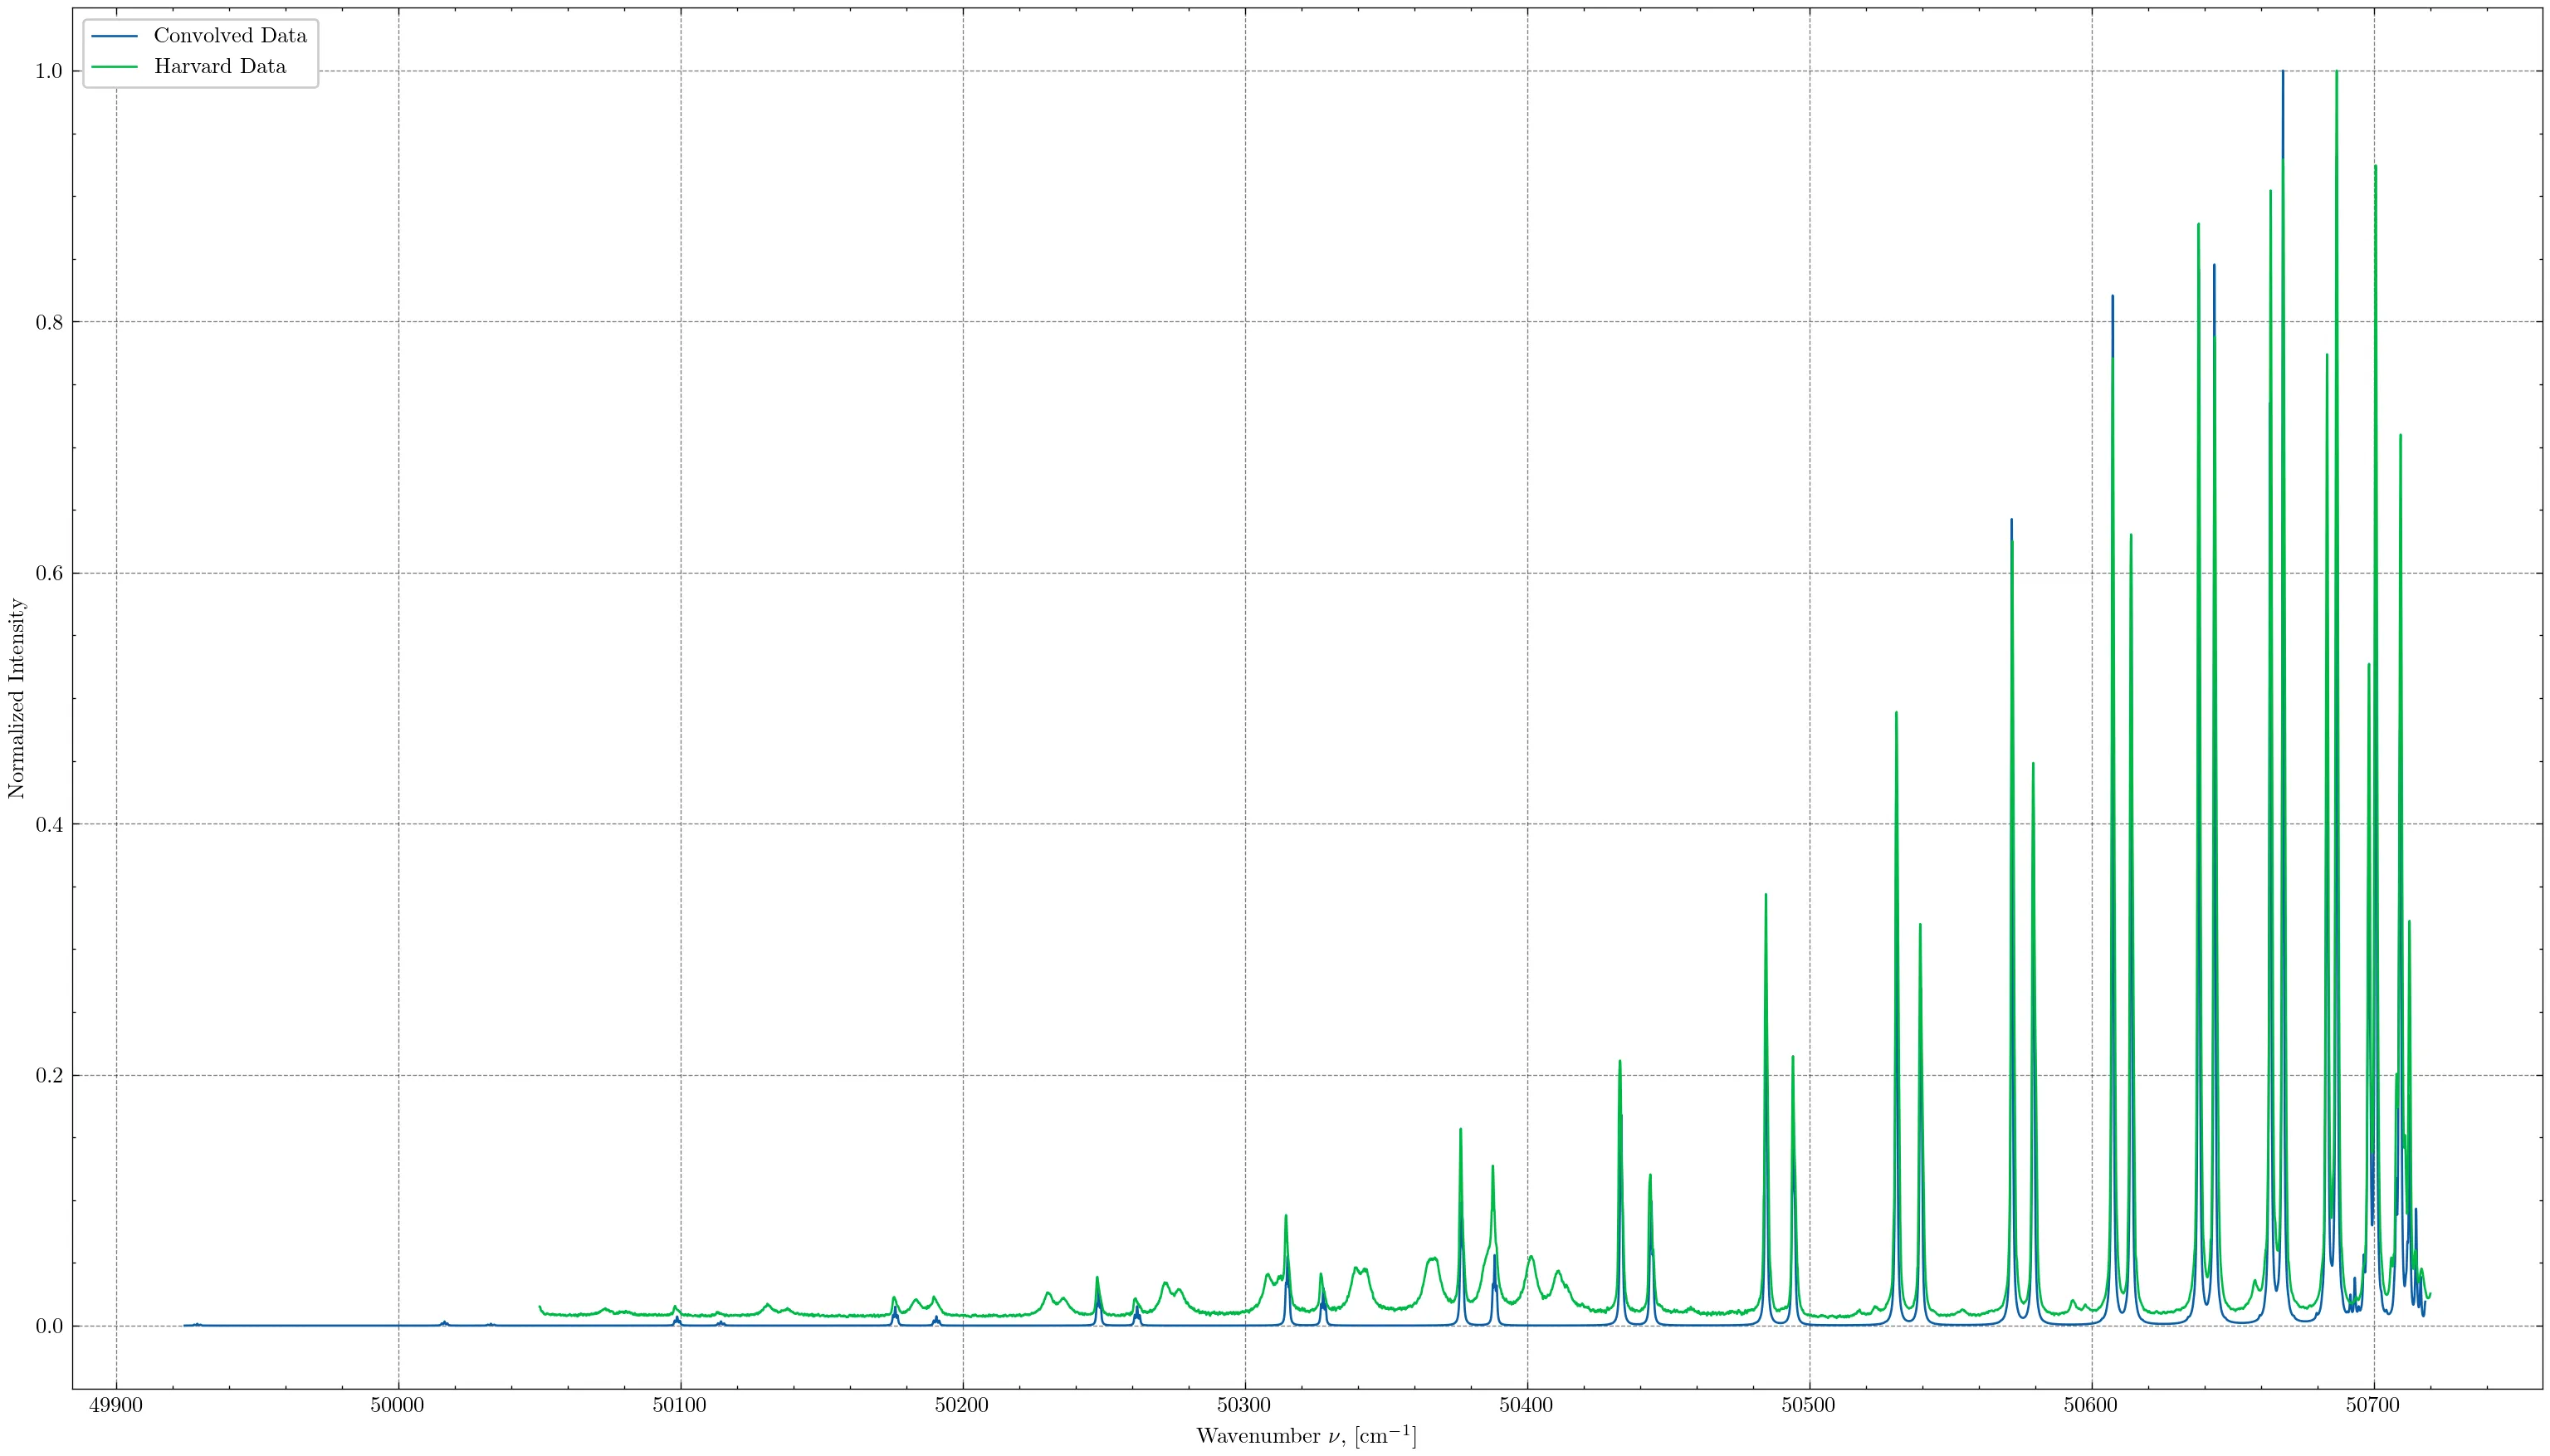 Convolved Data
Harvard Data
1.0
0.8
0.6
0.4
0.2
0.0
Normalized Intensity
49900 50000 50100 50200 50300 50400 50500 50600 50700
Wavenumber ν, [cm⁻¹]